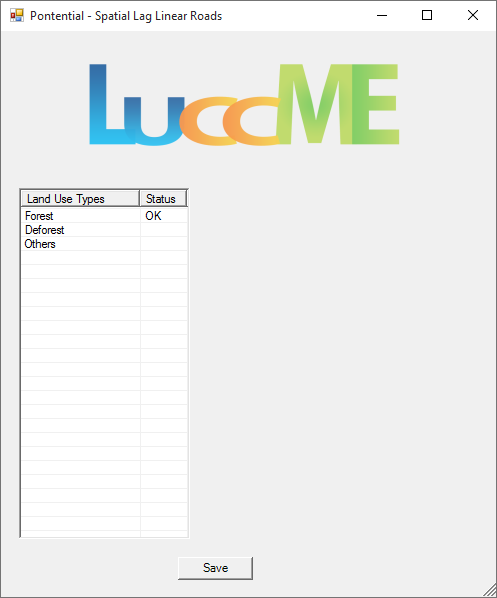 Pontential - Spatial Lag Linear Roads
LuccME
Land Use Types Status
Forest OK
Deforest
Others
Save